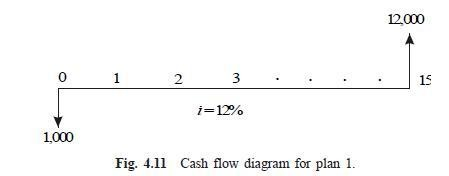 12,000
0 1 2 3 . . . . 15
i=12%
1,000
Fig. 4.11 Cash flow diagram for plan 1.